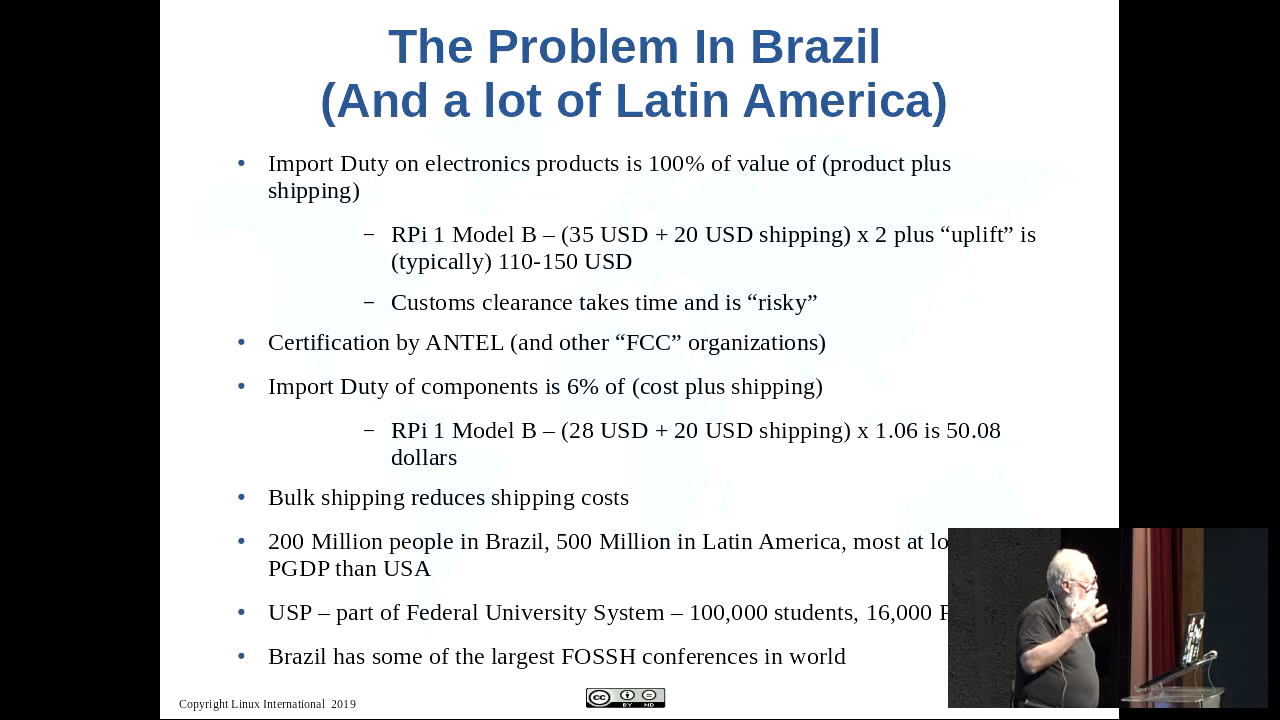 The Problem In Brazil
(And a lot of Latin America)
• Import Duty on electronics products is 100% of value of (product plus
shipping)
– RPi 1 Model B – (35 USD + 20 USD shipping) x 2 plus “uplift” is
(typically) 110-150 USD
– Customs clearance takes time and is “risky”
• Certification by ANTEL (and other “FCC” organizations)
• Import Duty of components is 6% of (cost plus shipping)
– RPi 1 Model B – (28 USD + 20 USD shipping) x 1.06 is 50.08
dollars
• Bulk shipping reduces shipping costs
• 200 Million people in Brazil, 500 Million in Latin America, most at
PGDP than USA
• USP – part of Federal University System – 100,000 students, 16,000
• Brazil has some of the largest FOSSH conferences in world
Copyright Linux International 2019
cc BY ND